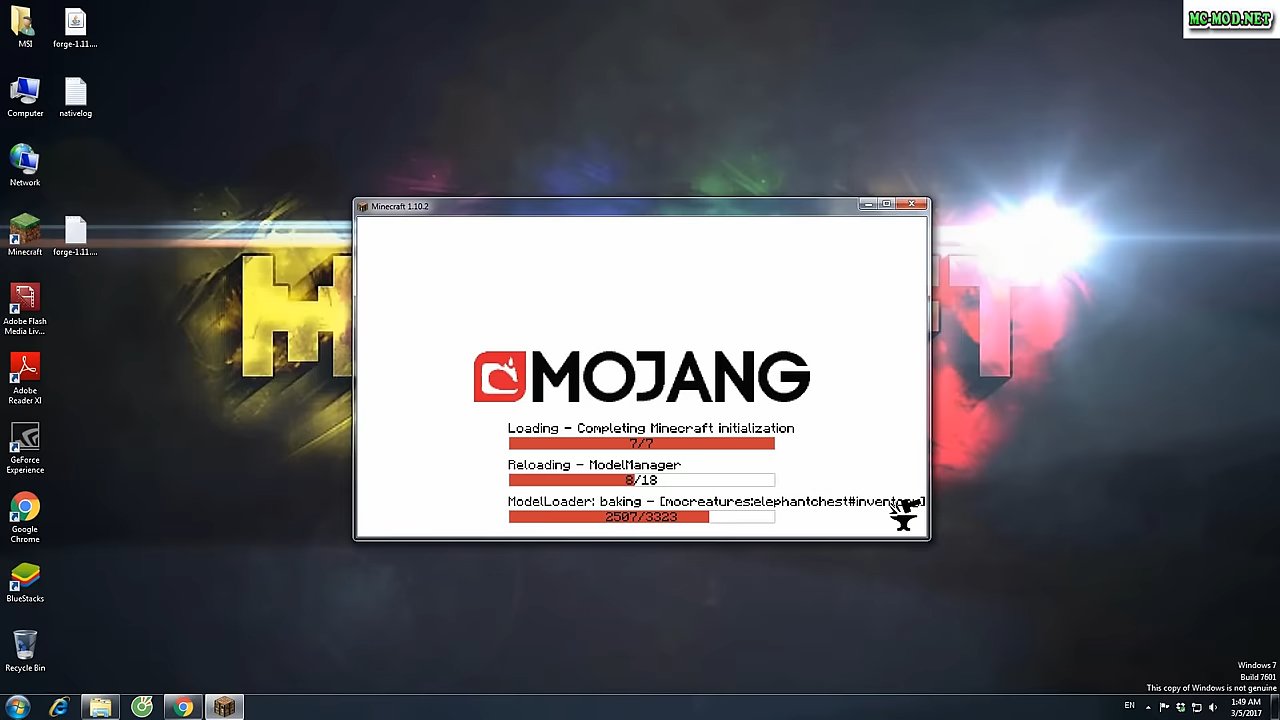 MSI
forge-1.11....
MC-MOD.NET
Computer
nativelog
Network
Minecraft
forge-1.11....
Minecraft 1.10.2
Adobe Flash
Media Liv...
MOJANG
Adobe
Reader XI
Loading - Completing Minecraft initialization
7/7
GeForce
Experience
Reloading - ModelManager
8/18
ModelLoader: baking - [mocreatures:elephantchest#inventory]
2507/3323
Google
Chrome
BlueStacks
Recycle Bin
Windows 7
Build 7601
This copy of Windows is not genuine
EN
1:49 AM
3/5/2017